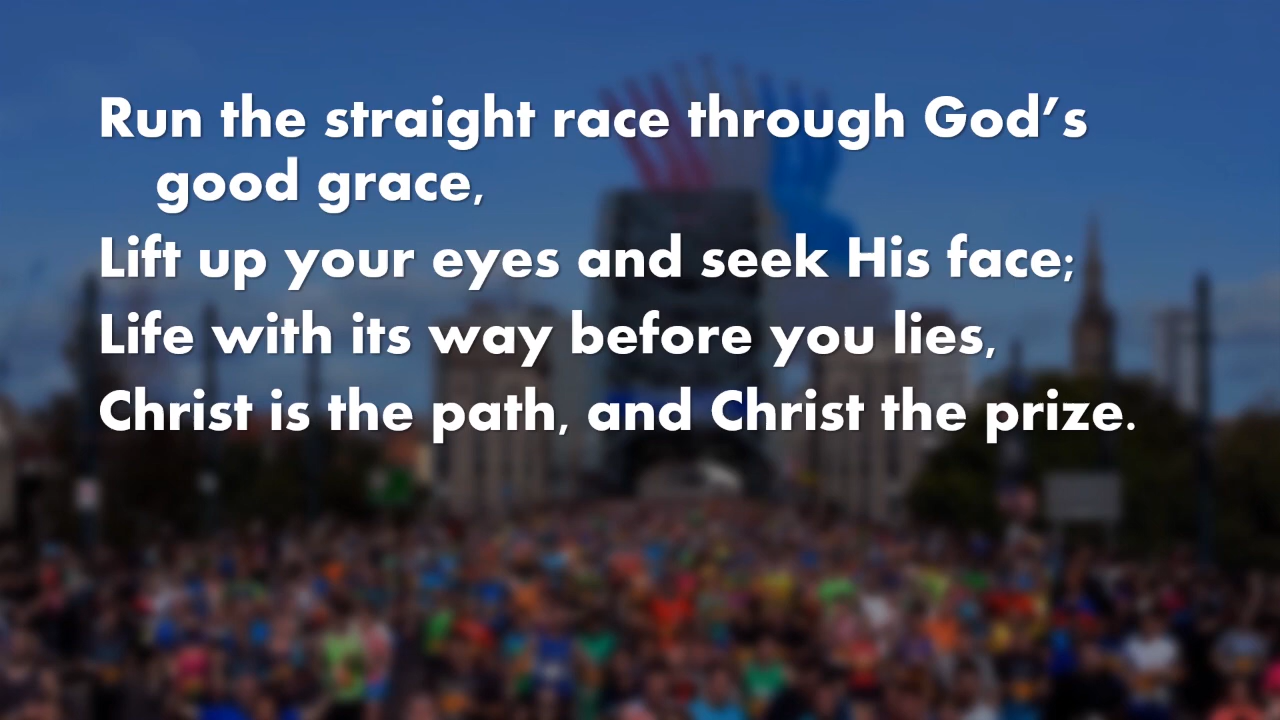 Run the straight race through God’s
good grace,
Lift up your eyes and seek His face;
Life with its way before you lies,
Christ is the path, and Christ the prize.